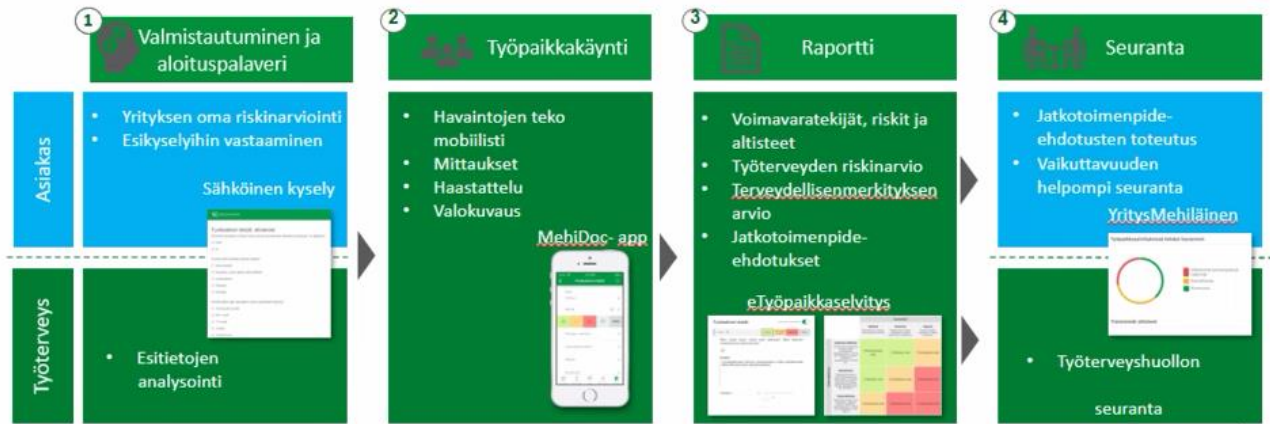 1
Valmistautuminen ja
aloituspalaveri
2
Työpaikkakäynti
3
Raportti
4
Seuranta
Asiakas
• Yrityksen oma riskinarviointi
• Esikyselyihin vastaaminen
Sähköinen kysely
• Havaintojen teko
mobiilisti
• Mittaukset
• Haastattelu
• Valokuvaus
MehiDoc- app
• Voimavaratekijät, riskit ja
altisteet
• Työterveyden riskinarvio
• Terveydellisenmerkityksen
arvio
• Jatkotoimenpide-
ehdotukset
eTyöpaikkaselvitys
• Jatkotoimenpide-
ehdotusten toteutus
• Vaikuttavuuden
helpompi seuranta
YritysMehiläinen
Työterveys
• Esitietojen
analysointi
• Työterveyshuollon
seuranta